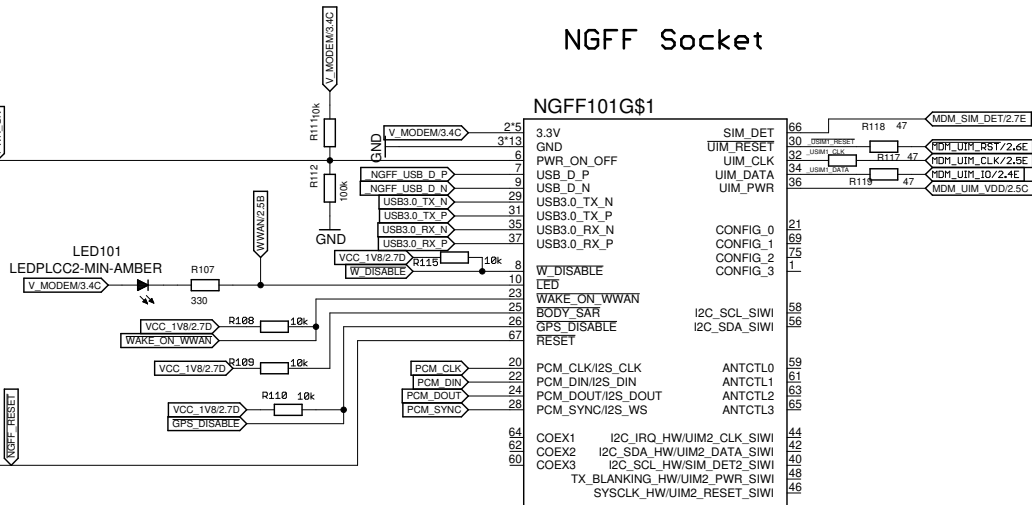 NGFF Socket
NGFF101G$1
V_MODEM/3.4C
R111
10k
R112
100k
GND
GND
V_MODEM/3.4C
_NGFF_USB_D_P
_NGFF_USB_D_N
USB3.0_TX_N
USB3.0_TX_P
USB3.0_RX_N
USB3.0_RX_P
VCC_1V8/2.7D
R115
10k
W_DISABLE
WWAN/2.5B
LED101
LEDPLCC2-MIN-AMBER
V_MODEM/3.4C
R107
330
VCC_1V8/2.7D
R108
10k
WAKE_ON_WWAN
VCC_1V8/2.7D
R109
10k
R110
10k
VCC_1V8/2.7D
GPS_DISABLE
NGFF_RESET
PCM_CLK
PCM_DIN
PCM_DOUT
PCM_SYNC
2*5 3.3V
3*13 GND
6 PWR_ON_OFF
7 USB_D_P
9 USB_D_N
29 USB3.0_TX_N
31 USB3.0_TX_P
35 USB3.0_RX_N
37 USB3.0_RX_P
8 W_DISABLE
10 LED
23 WAKE_ON_WWAN
25 BODY_SAR
26 GPS_DISABLE
67 RESET
20 PCM_CLK/I2S_CLK
22 PCM_DIN/I2S_DIN
24 PCM_DOUT/I2S_DOUT
28 PCM_SYNC/I2S_WS
64 COEX1
62 COEX2
60 COEX3
SIM_DET 66
UIM_RESET 30
UIM_CLK 32
UIM_DATA 34
UIM_PWR 36
CONFIG_0 21
CONFIG_1 69
CONFIG_2 75
CONFIG_3 1
I2C_SCL_SIWI 58
I2C_SDA_SIWI 56
ANTCTL0 59
ANTCTL1 61
ANTCTL2 63
ANTCTL3 65
I2C_IRQ_HW/UIM2_CLK_SIWI 44
I2C_SDA_HW/UIM2_DATA_SIWI 42
I2C_SCL_HW/SIM_DET2_SIWI 40
TX_BLANKING_HW/UIM2_PWR_SIWI 48
SYSCLK_HW/UIM2_RESET_SIWI 46
_USIM1_RESET
_USIM1_CLK
_USIM1_DATA
R118 47
R117 47
R119 47
MDM_SIM_DET/2.7E
MDM_UIM_RST/2.6E
MDM_UIM_CLK/2.5E
MDM_UIM_IO/2.4E
MDM_UIM_VDD/2.5C